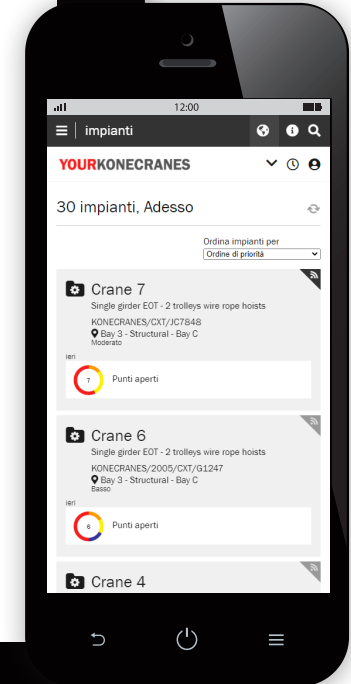 12:00
impianti
YOURKONECRANES
30 impianti, Adesso
Ordina impianti per
Ordine di priorità
Crane 7
Single girder EOT - 2 trolleys wire rope hoists
KONECRANES/CXT/JC7848
Bay 3 - Structural - Bay C
Moderato
Ieri
7 Punti aperti
Crane 6
Single girder EOT - 2 trolleys wire rope hoists
KONECRANES/2005/CXT/G1247
Bay 3 - Structural - Bay C
Basso
Ieri
6 Punti aperti
Crane 4